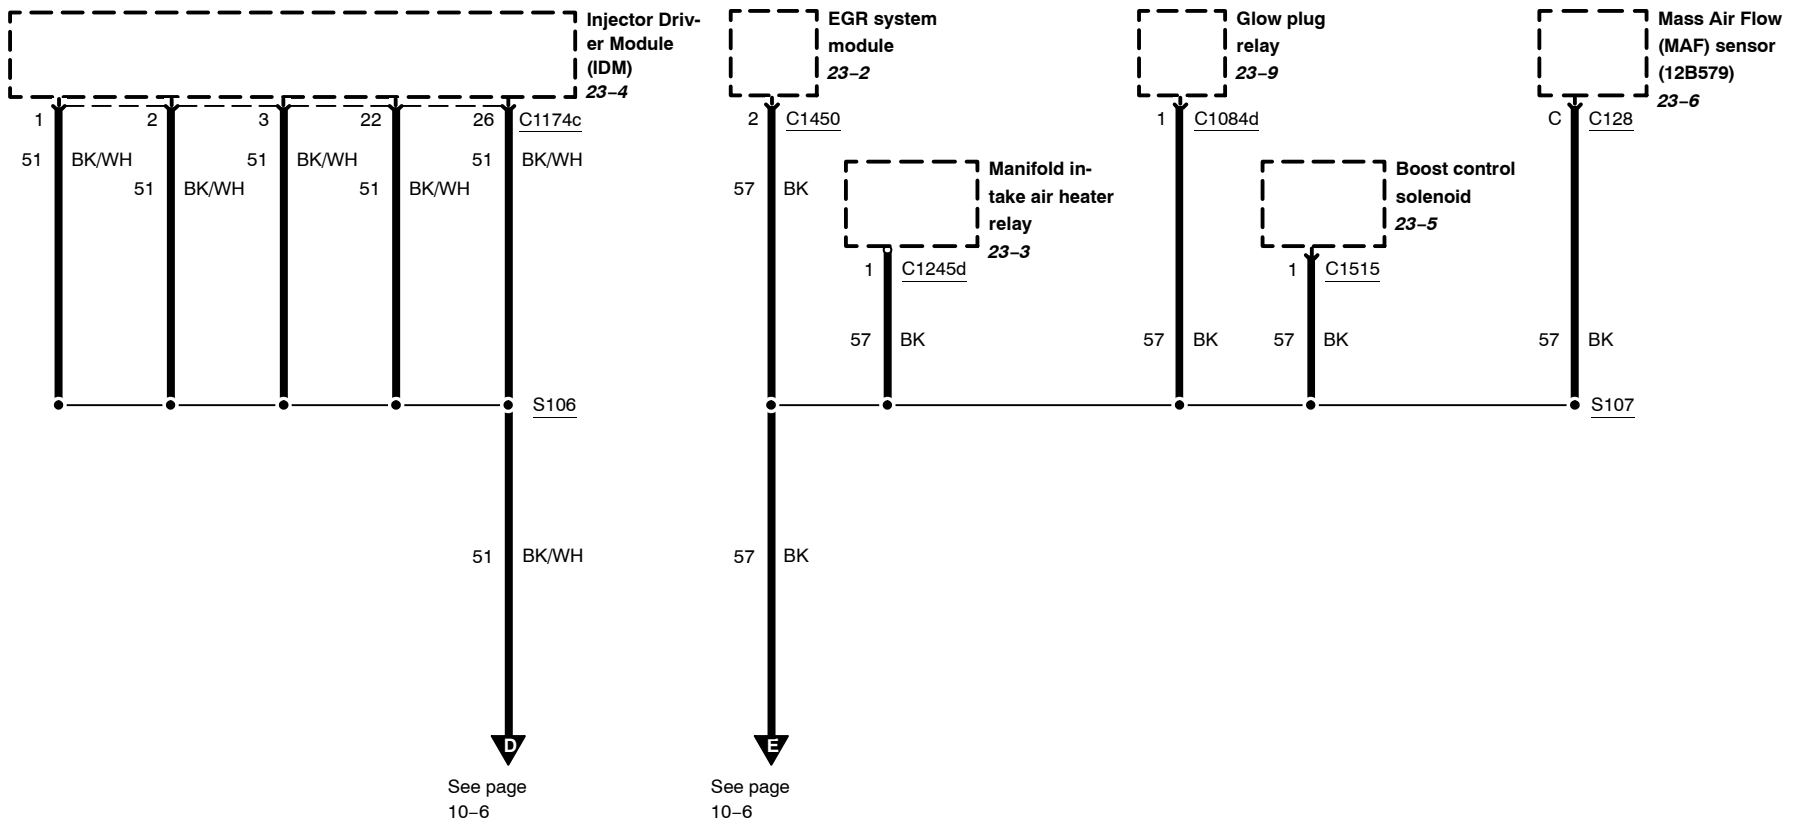 Injector Driv-
er Module
(IDM)
23–4
EGR system
module
23–2
Glow plug
relay
23–9
Mass Air Flow
(MAF) sensor
(12B579)
23–6
1 2 3 22 26 C1174c
2 C1450
1 C1084d
C C128
51 BK/WH 51 BK/WH 51 BK/WH
51 BK/WH 51 BK/WH
57 BK
Manifold in-
take air heater
relay
23–3
Boost control
solenoid
23–5
1 C1245d
1 C1515
57 BK 57 BK 57 BK 57 BK
S106
S107
51 BK/WH
57 BK
D
E
See page
10–6
See page
10–6